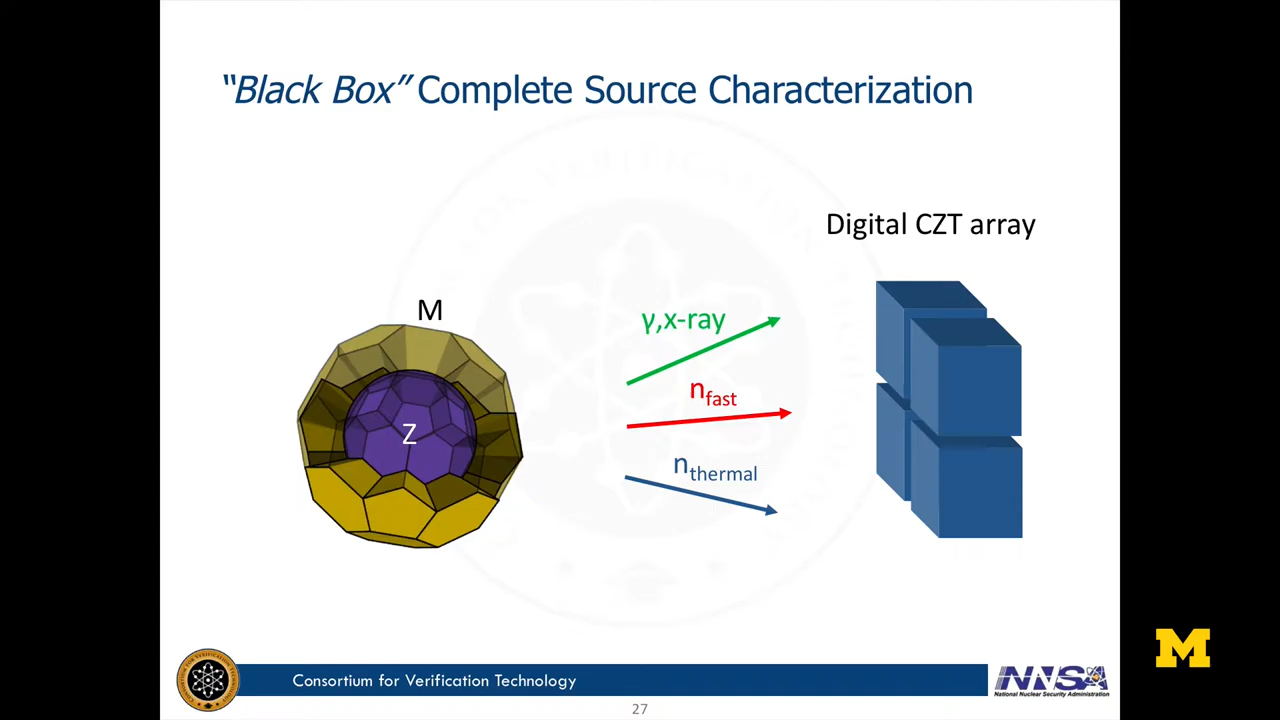 “Black Box” Complete Source Characterization
Digital CZT array
M
γ,x-ray
n_fast
Z
n_thermal
Consortium for Verification Technology
NNSA
National Nuclear Security Administration
27
M